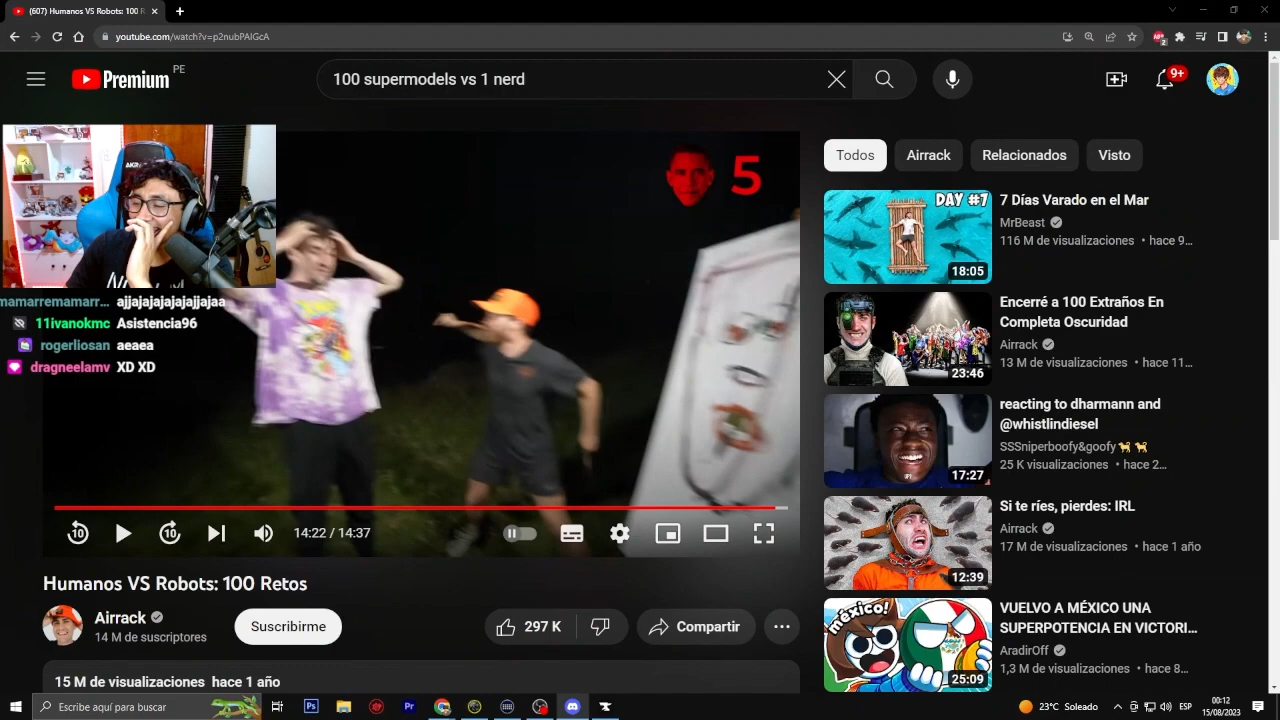 (607) Humanos VS Robots: 100 R
youtube.com/watch?v=p2nubPAIGcA
Premium PE
100 supermodels vs 1 nerd
9+
5
mamarremamarr... ajjajajajajajjajaa
11ivanokmc Asistencia96
rogerliosan aeaea
dragneelamv XD XD
10
10
14:22 / 14:37
Humanos VS Robots: 100 Retos
Airrack
14 M de suscriptores
Suscribirme
297 K
Compartir
15 M de visualizaciones hace 1 año
Todos
Airrack
Relacionados
Visto
DAY #7
18:05
7 Días Varado en el Mar
MrBeast
116 M de visualizaciones • hace 9...
23:46
Encerré a 100 Extraños En
Completa Oscuridad
Airrack
13 M de visualizaciones • hace 11...
17:27
reacting to dharmann and
@whistlindiesel
SSSniperboofy&goofy
25 K visualizaciones • hace 2...
12:39
Si te ríes, pierdes: IRL
Airrack
17 M de visualizaciones • hace 1 año
méxico!
25:09
VUELVO A MÉXICO UNA
SUPERPOTENCIA EN VICTORI...
AradirOff
1,3 M de visualizaciones • hace 8...
Escribe aquí para buscar
Ps
Pr
23°C Soleado
ESP
00:12
15/08/2023